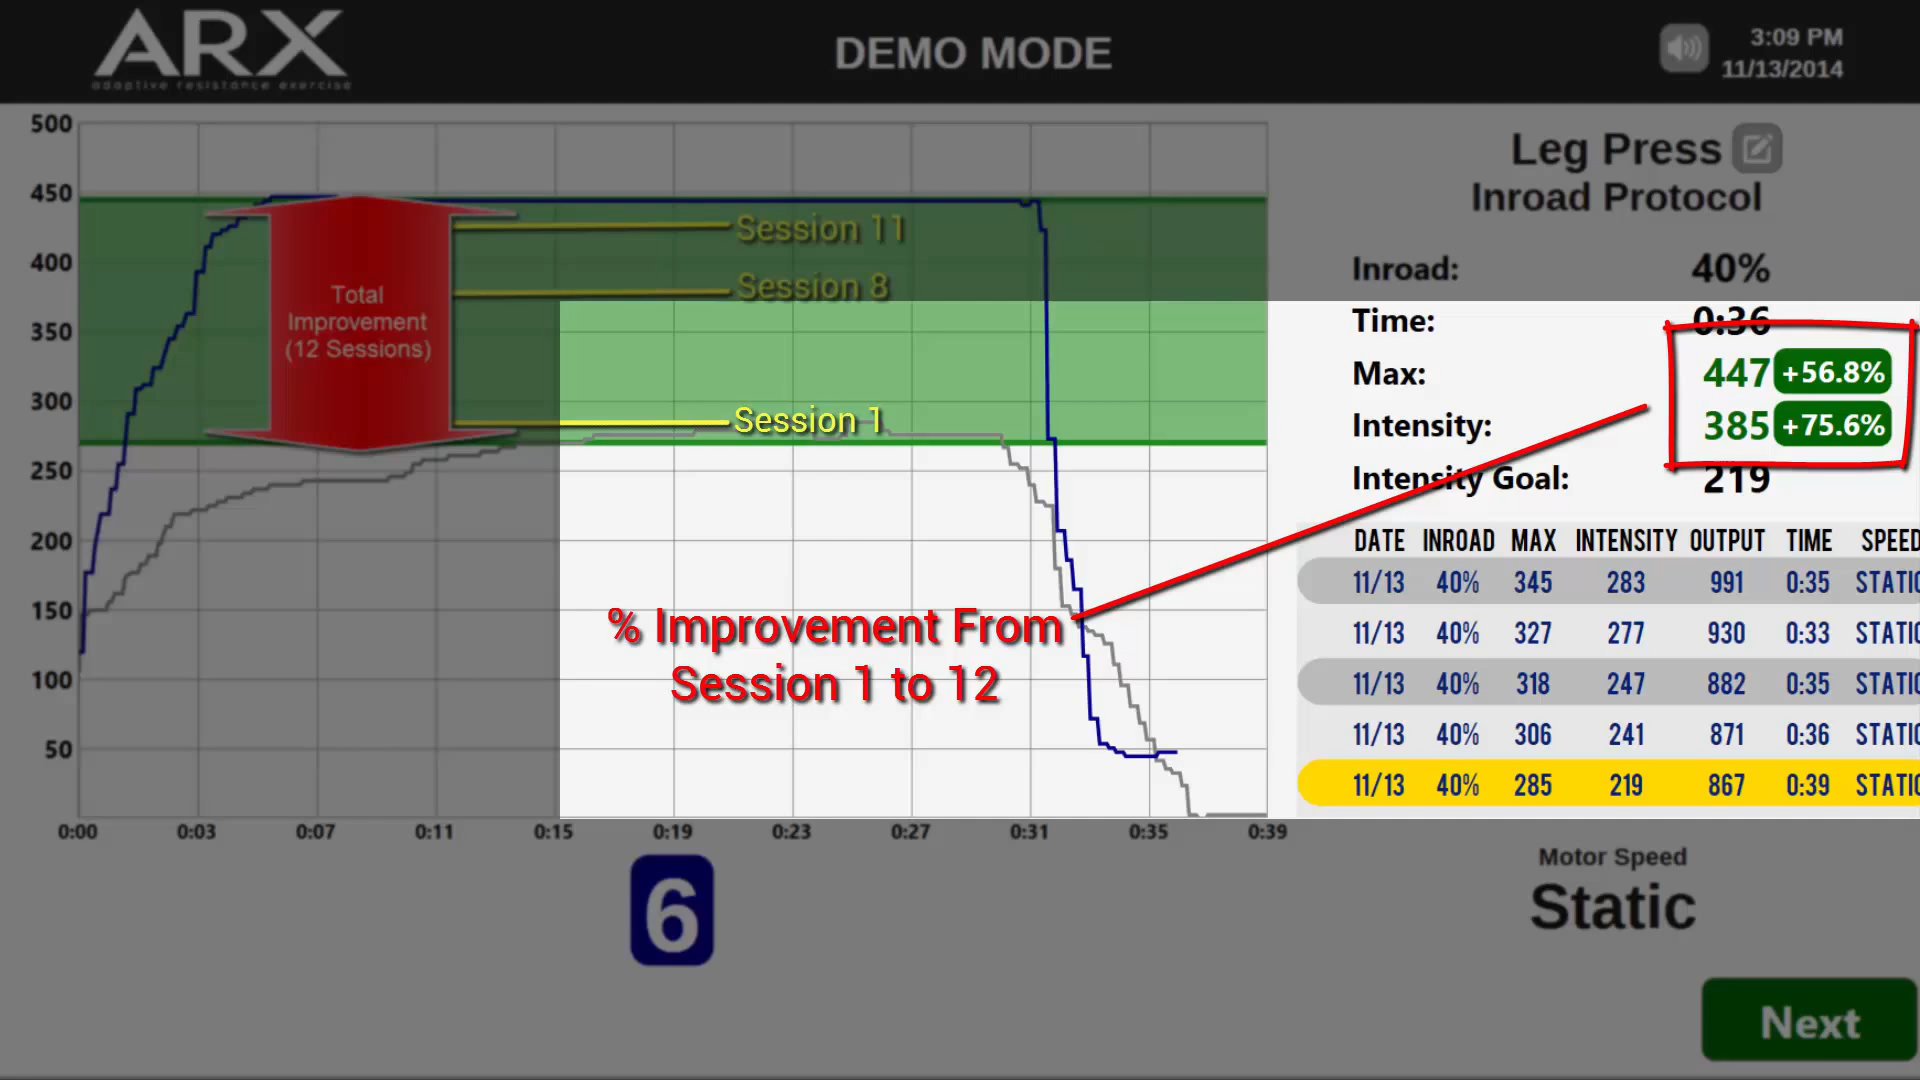 ARX
adaptive resistance exercise
DEMO MODE
3:09 PM
11/13/2014
500
450
400
350
300
250
200
150
100
50
0:00
0:03
0:07
0:11
0:15
0:19
0:23
0:27
0:31
0:35
0:39
Total
Improvement
(12 Sessions)
Session 11
Session 8
Session 1
% Improvement From
Session 1 to 12
6
Leg Press
Inroad Protocol
Inroad: 40%
Time: 0:36
Max: 447 +56.8%
Intensity: 385 +75.6%
Intensity Goal: 219
DATE INROAD MAX INTENSITY OUTPUT TIME SPEED
11/13 40% 345 283 991 0:35 STATIC
11/13 40% 327 277 930 0:33 STATIC
11/13 40% 318 247 882 0:35 STATIC
11/13 40% 306 241 871 0:36 STATIC
11/13 40% 285 219 867 0:39 STATIC
Motor Speed
Static
Next